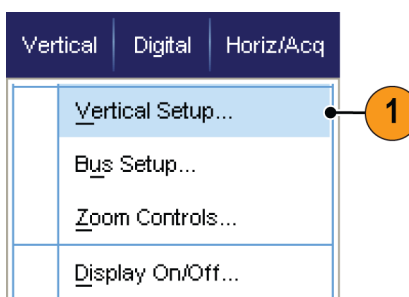 Vertical Digital Horiz/Acq
Vertical Setup... 1
Bus Setup...
Zoom Controls...
Display On/Off...